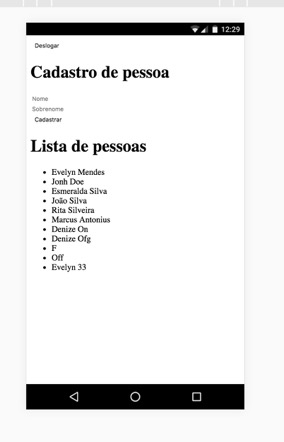 12:29
Deslogar
Cadastro de pessoa
Nome
Sobrenome
Cadastrar
Lista de pessoas
Evelyn Mendes
Jonh Doe
Esmeralda Silva
João Silva
Rita Silveira
Marcus Antonius
Denize On
Denize Ofg
F
Off
Evelyn 33